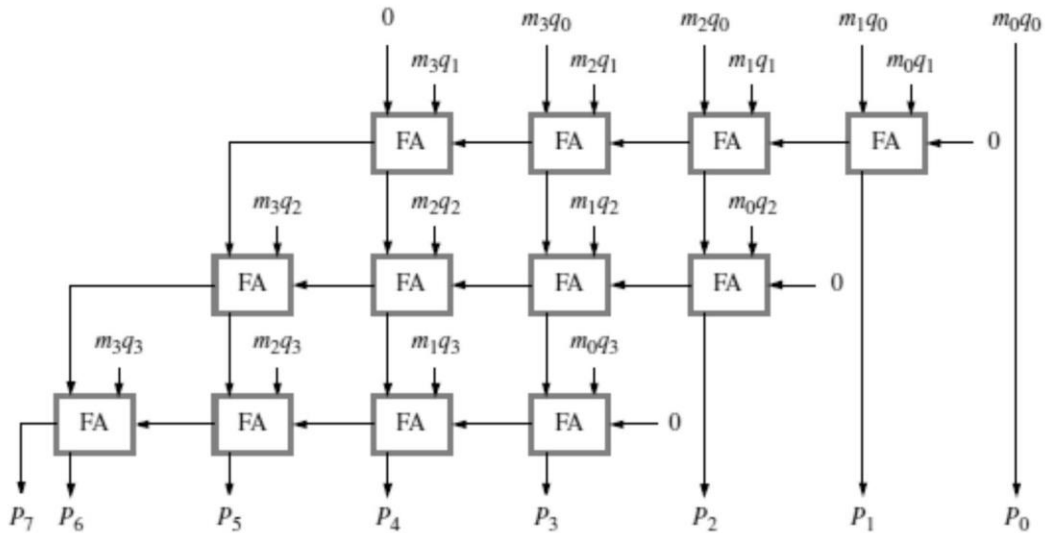 0 m₃q₀ m₂q₀ m₁q₀ m₀q₀
m₃q₁ m₂q₁ m₁q₁ m₀q₁
FA FA FA FA 0
m₃q₂ m₂q₂ m₁q₂ m₀q₂
FA FA FA FA 0
m₃q₃ m₂q₃ m₁q₃ m₀q₃
FA FA FA FA 0
P₇ P₆ P₅ P₄ P₃ P₂ P₁ P₀